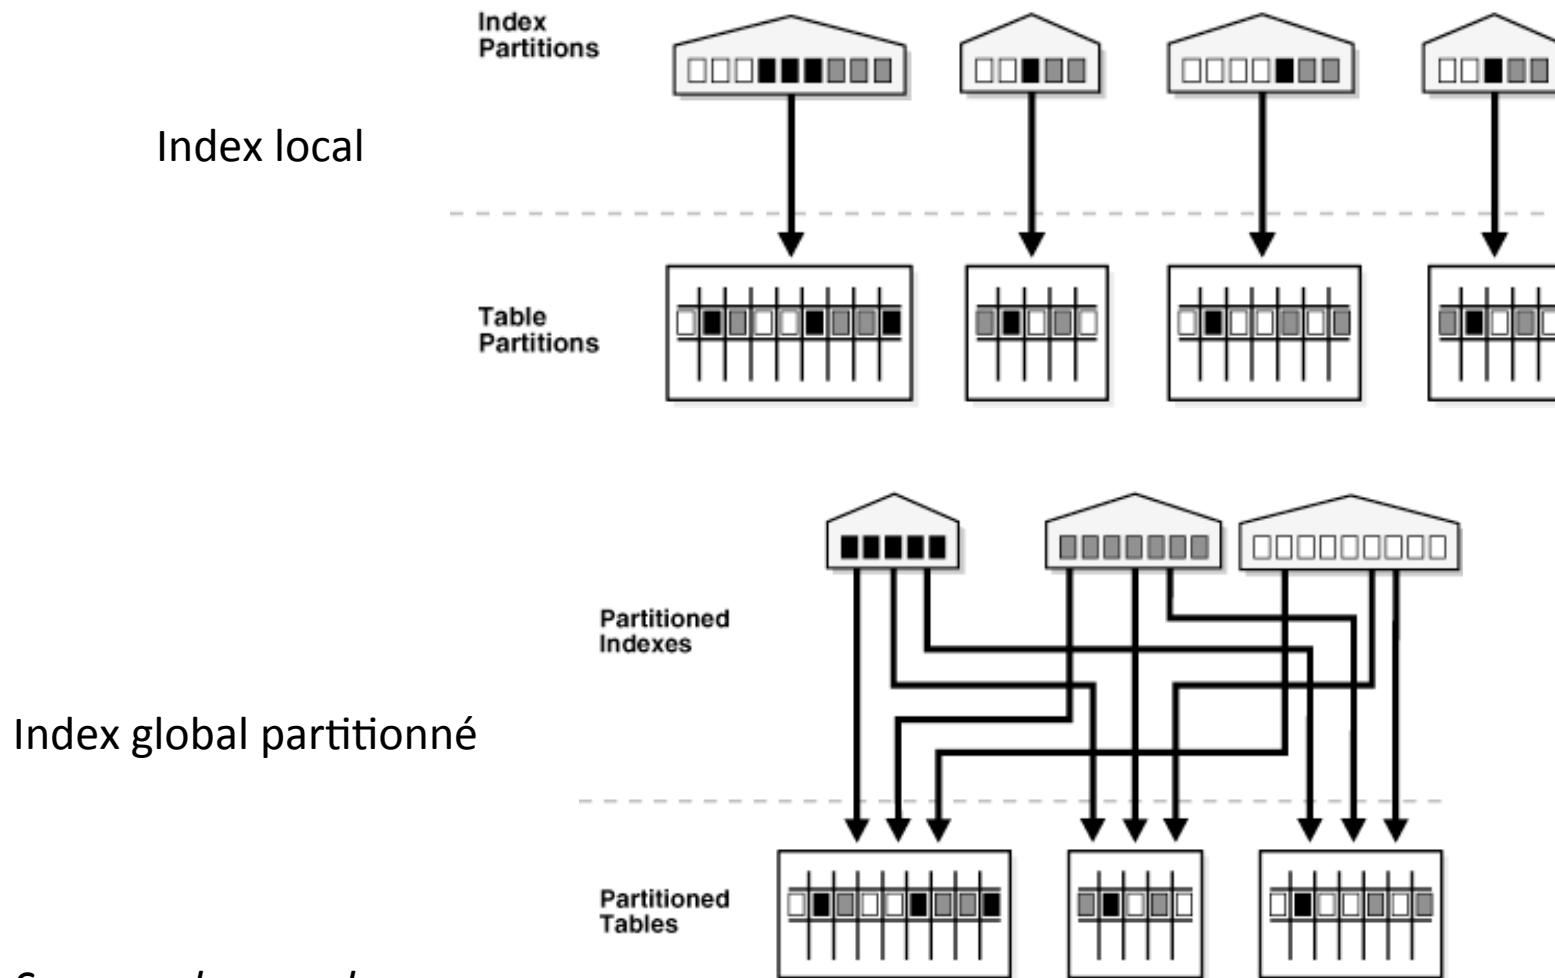 Index
Partitions
Index local
Table
Partitions
Partitioned
Indexes
Index global partitionné
Partitioned
Tables